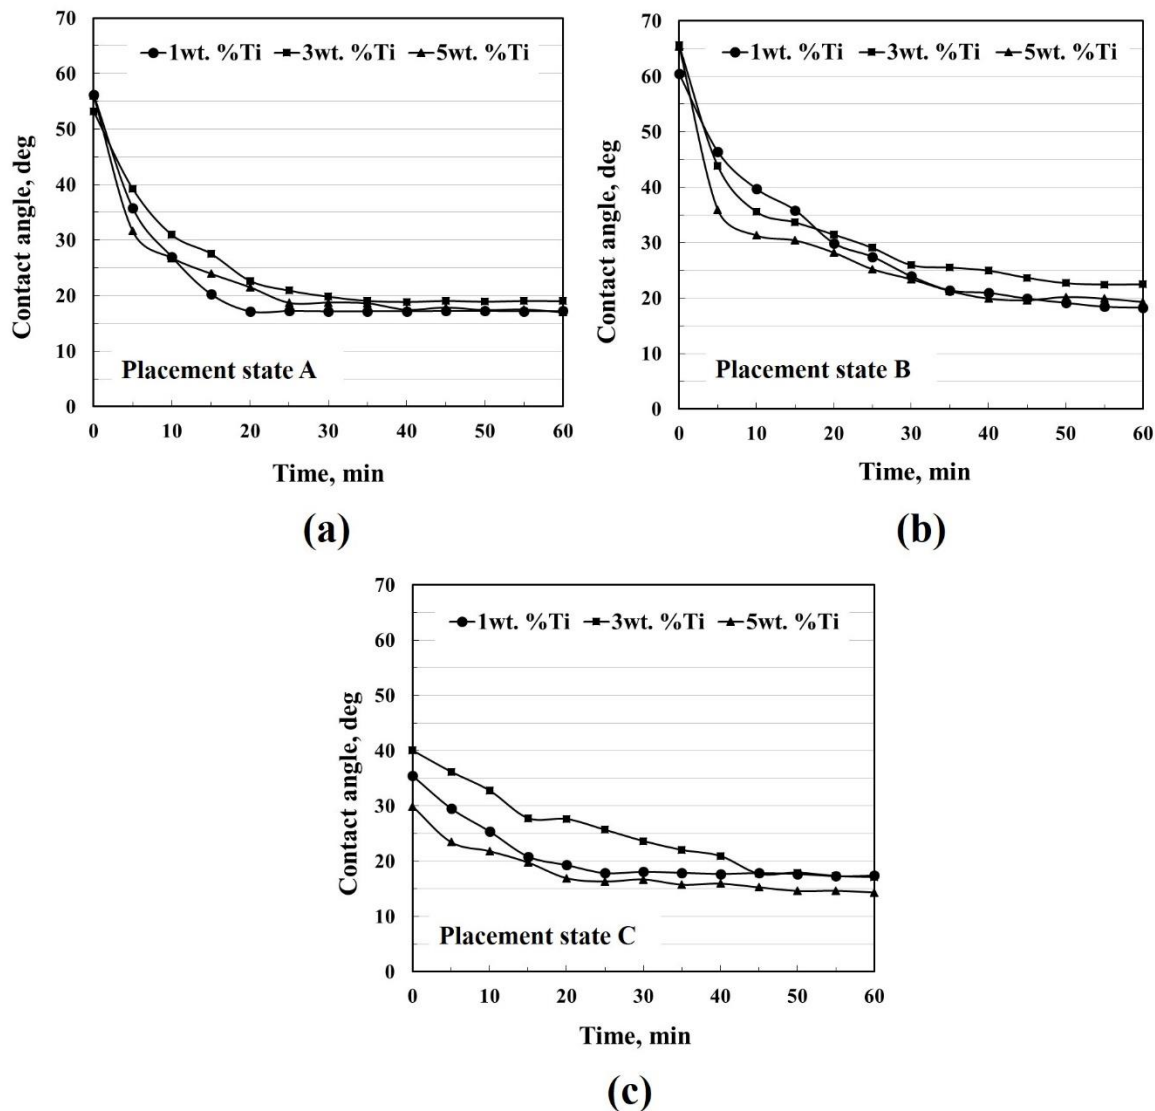 70
60
50
40
30
20
10
0
Contact angle, deg
1wt. %Ti 3wt. %Ti 5wt. %Ti
Placement state A
0 10 20 30 40 50 60
Time, min
(a)
70
60
50
40
30
20
10
0
Contact angle, deg
1wt. %Ti 3wt. %Ti 5wt. %Ti
Placement state B
0 10 20 30 40 50 60
Time, min
(b)
70
60
50
40
30
20
10
0
Contact angle, deg
1wt. %Ti 3wt. %Ti 5wt. %Ti
Placement state C
0 10 20 30 40 50 60
Time, min
(c)